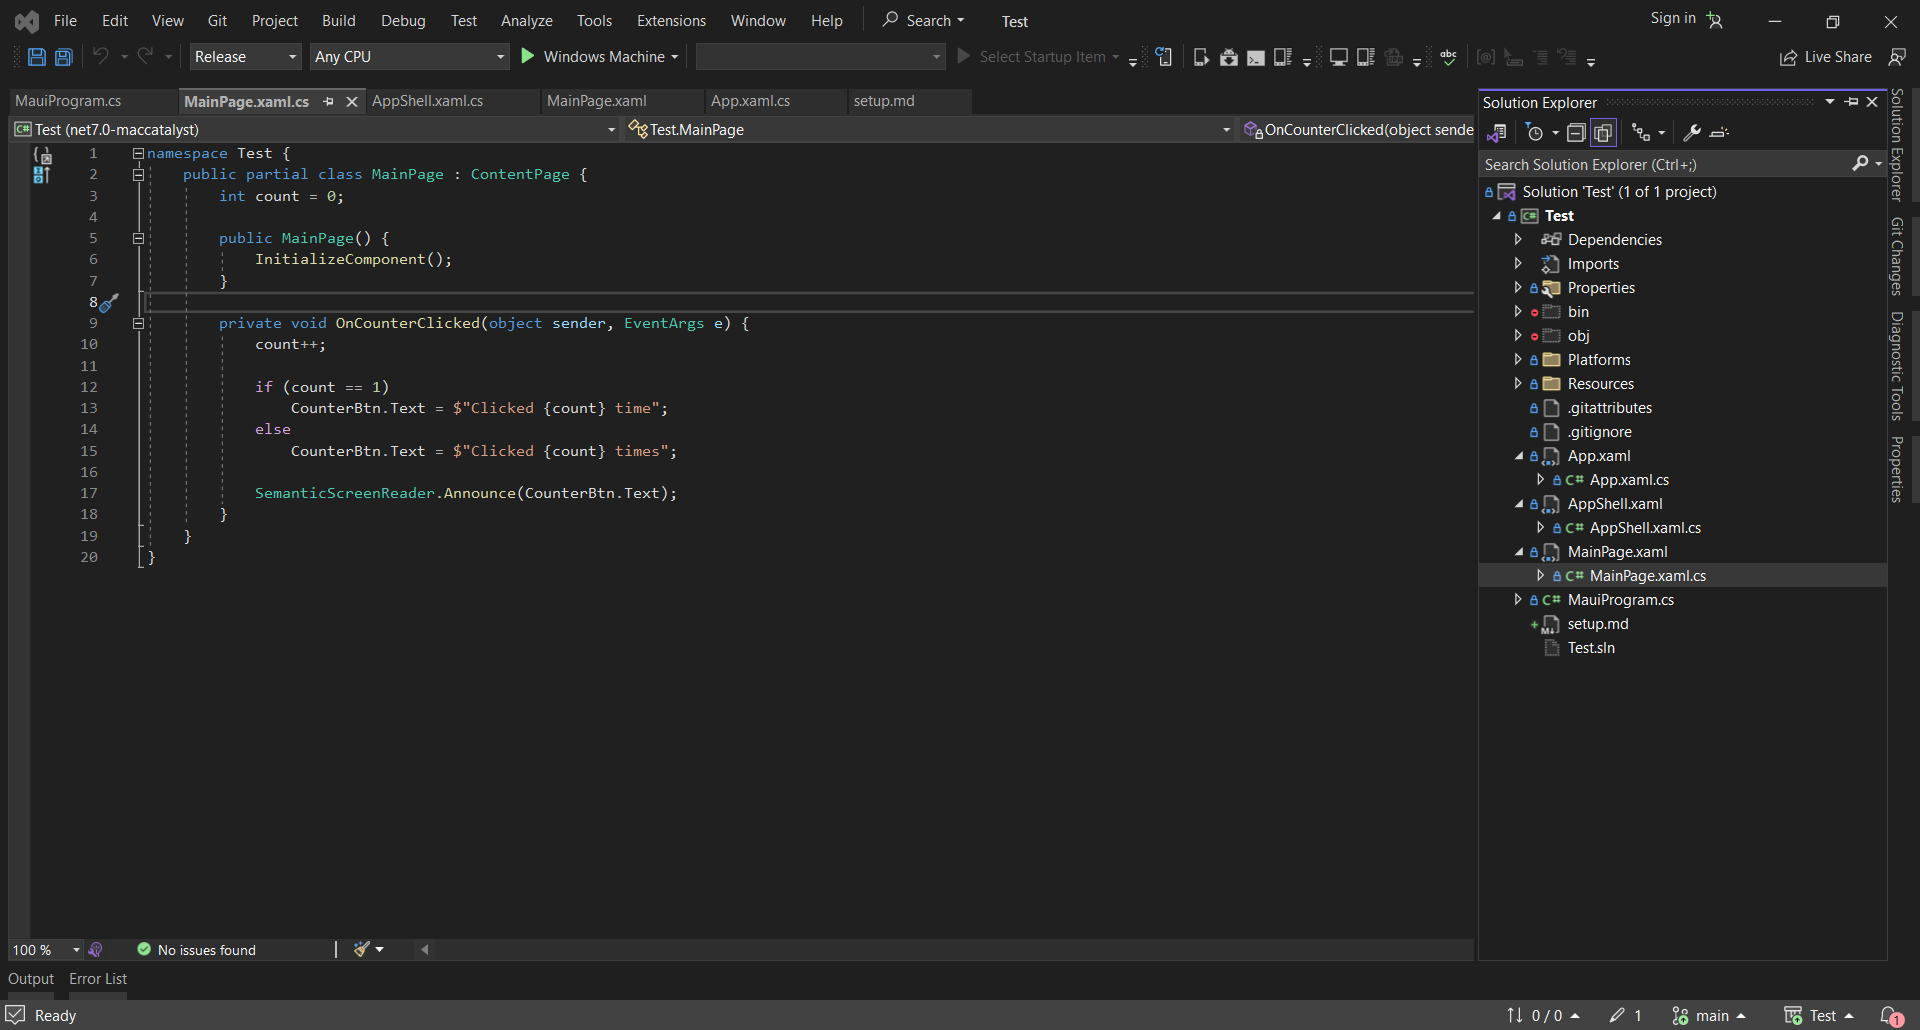 File Edit View Git Project Build Debug Test Analyze Tools Extensions Window Help Search Test Sign in
Release Any CPU Windows Machine Select Startup Item abc Live Share
MauiProgram.cs MainPage.xaml.cs AppShell.xaml.cs MainPage.xaml App.xaml.cs setup.md
Test (net7.0-maccatalyst) Test.MainPage OnCounterClicked(object sende
1 namespace Test {
2 public partial class MainPage : ContentPage {
3 int count = 0;
4
5 public MainPage() {
6 InitializeComponent();
7 }
8
9 private void OnCounterClicked(object sender, EventArgs e) {
10 count++;
11
12 if (count == 1)
13 CounterBtn.Text = $"Clicked {count} time";
14 else
15 CounterBtn.Text = $"Clicked {count} times";
16
17 SemanticScreenReader.Announce(CounterBtn.Text);
18 }
19 }
20 }
100 % No issues found
Output Error List
Ready 0 / 0 1 main Test 1
Solution Explorer
Search Solution Explorer (Ctrl+;)
Solution 'Test' (1 of 1 project)
C# Test
Dependencies
Imports
Properties
bin
obj
Platforms
Resources
.gitattributes
.gitignore
App.xaml
C# App.xaml.cs
AppShell.xaml
C# AppShell.xaml.cs
MainPage.xaml
C# MainPage.xaml.cs
C# MauiProgram.cs
setup.md
Test.sln
Solution Explorer
Git Changes
Diagnostic Tools
Properties